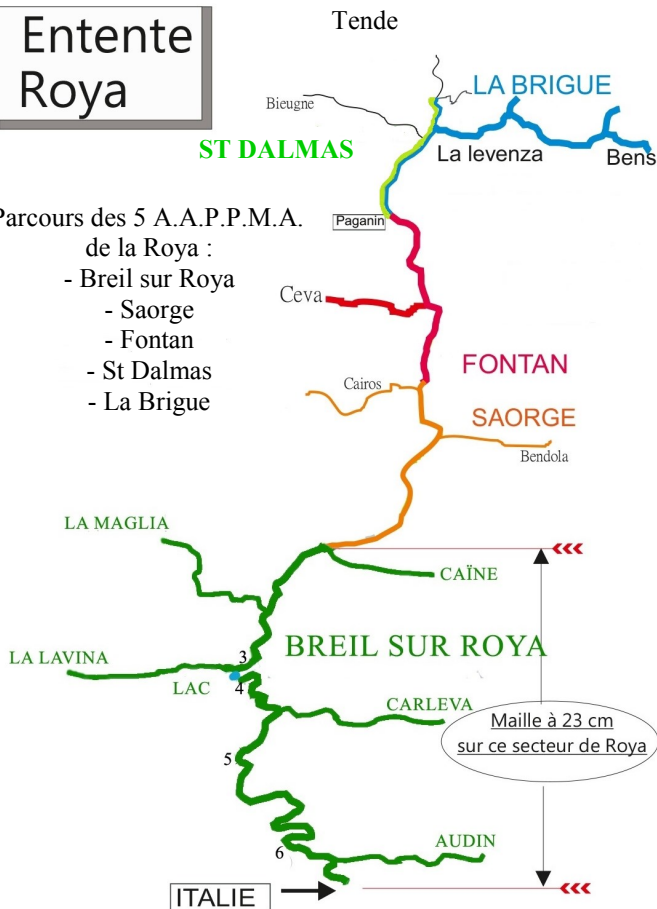 Entente
Roya
Tende
Bieugne
LA BRIGUE
ST DALMAS
La levenza
Bens
Parcours des 5 A.A.P.P.M.A.
de la Roya :
- Breil sur Roya
- Saorge
- Fontan
- St Dalmas
- La Brigue
Paganin
Ceva
FONTAN
Cairos
SAORGE
Bendola
LA MAGLIA
CAÏNE
BREIL SUR ROYA
3
LA LAVINA
LAC
4
CARLEVA
Maille à 23 cm
sur ce secteur de Roya
5
6
AUDIN
ITALIE